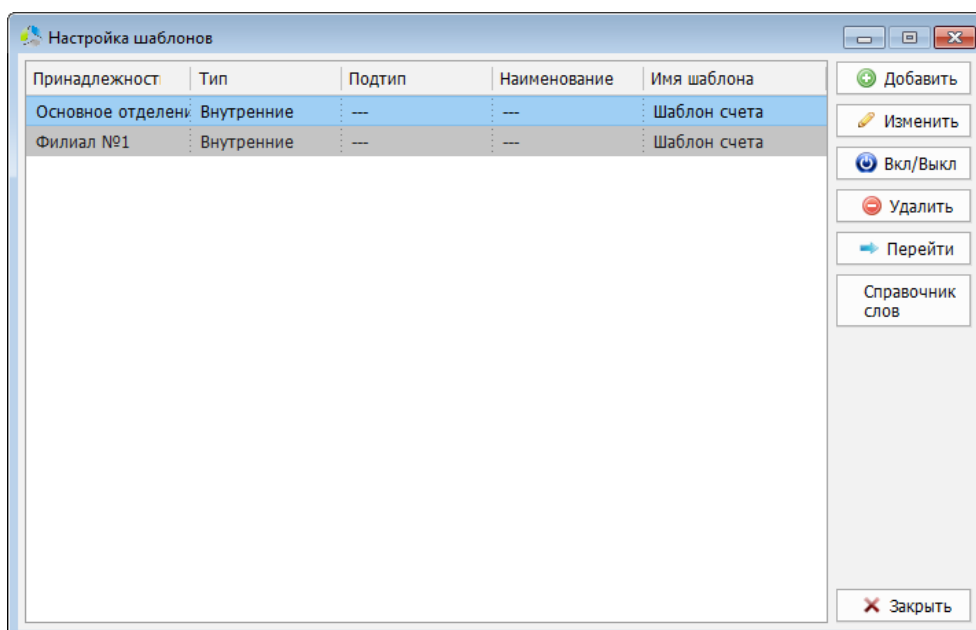 Настройка шаблонов
Принадлежност Тип Подтип Наименование Имя шаблона
Основное отделени Внутренние --- --- Шаблон счета
Филиал №1 Внутренние --- --- Шаблон счета
Добавить
Изменить
Вкл/Выкл
Удалить
Перейти
Справочник
слов
Закрыть